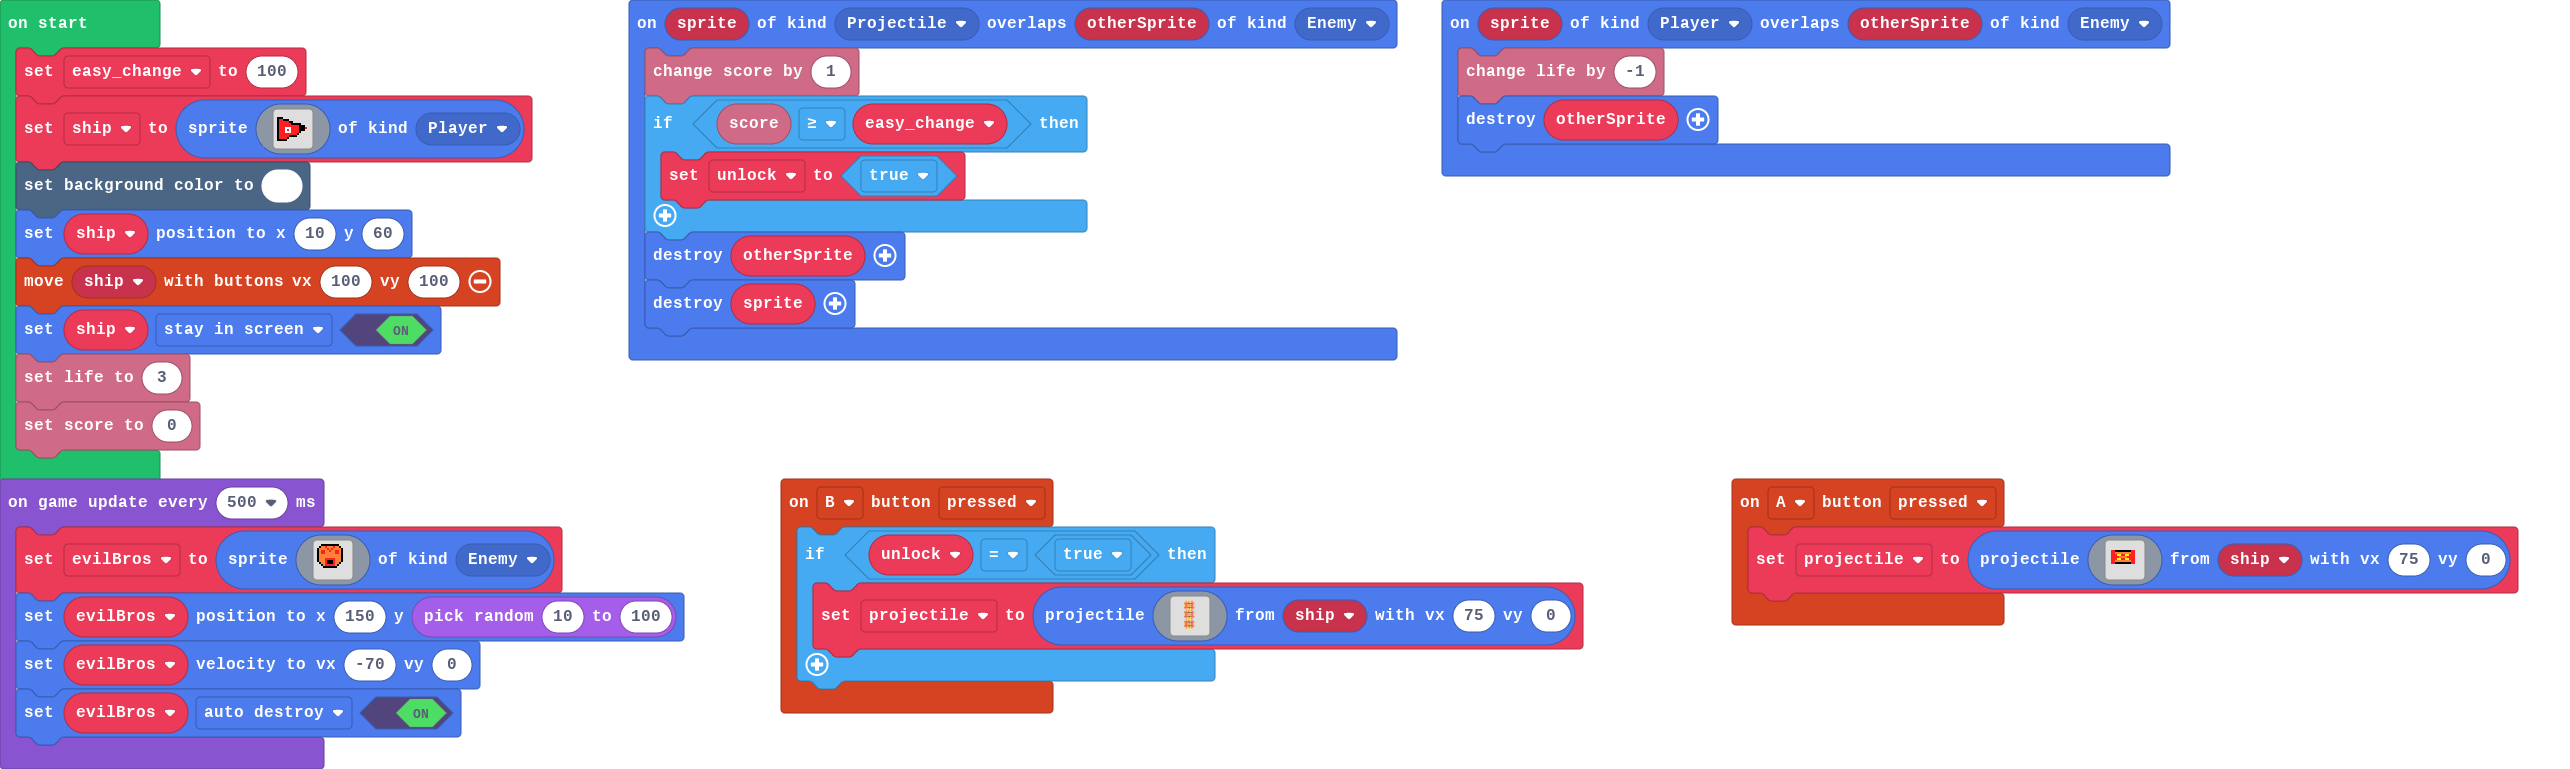 on start
set easy_change to 100
set ship to sprite of kind Player
set background color to
set ship position to x 10 y 60
move ship with buttons vx 100 vy 100
set ship stay in screen ON
set life to 3
set score to 0
on sprite of kind Projectile overlaps otherSprite of kind Enemy
change score by 1
if score ≥ easy_change then
set unlock to true
destroy otherSprite
destroy sprite
on sprite of kind Player overlaps otherSprite of kind Enemy
change life by -1
destroy otherSprite
on game update every 500 ms
set evilBros to sprite of kind Enemy
set evilBros position to x 150 y pick random 10 to 100
set evilBros velocity to vx -70 vy 0
set evilBros auto destroy ON
on B button pressed
if unlock = true then
set projectile to projectile from ship with vx 75 vy 0
on A button pressed
set projectile to projectile from ship with vx 75 vy 0